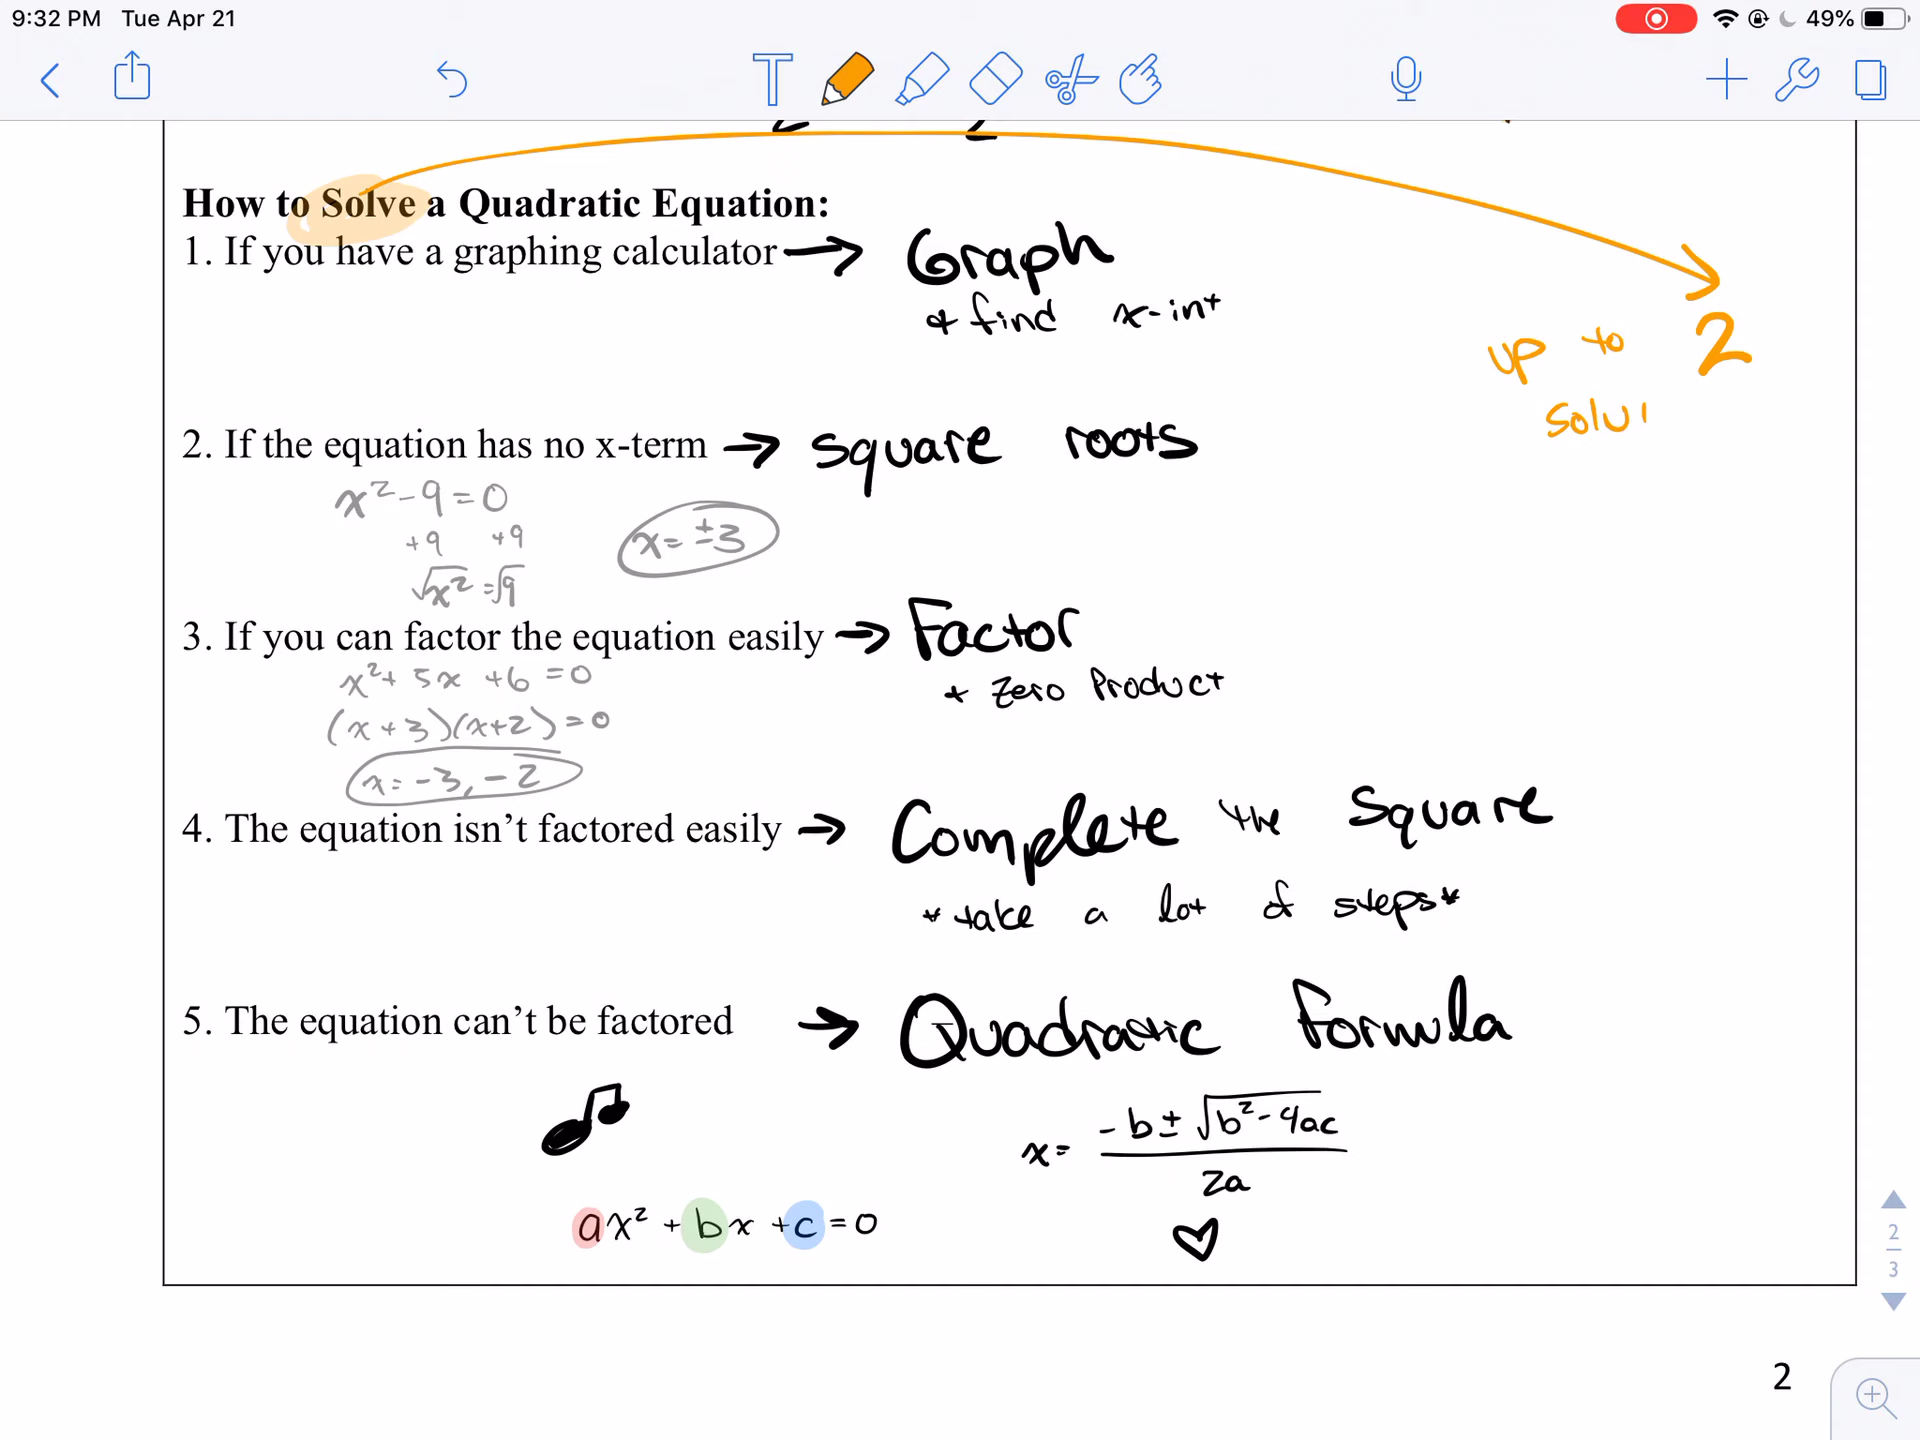 9:32 PM Tue Apr 21
49%
How to Solve a Quadratic Equation:
1. If you have a graphing calculator → Graph
+ find x-int
up to 2
solu
2. If the equation has no x-term → square roots
x² - 9 = 0
+9 +9
√x² = √9
x = ±3
3. If you can factor the equation easily → Factor
+ Zero Product
x² + 5x + 6 = 0
(x + 3)(x + 2) = 0
x = -3, -2
4. The equation isn't factored easily → Complete the Square
* take a lot of steps *
5. The equation can't be factored → Quadratic Formula
x = (-b ± √b² - 4ac) / 2a
ax² + bx + c = 0
2
3
2